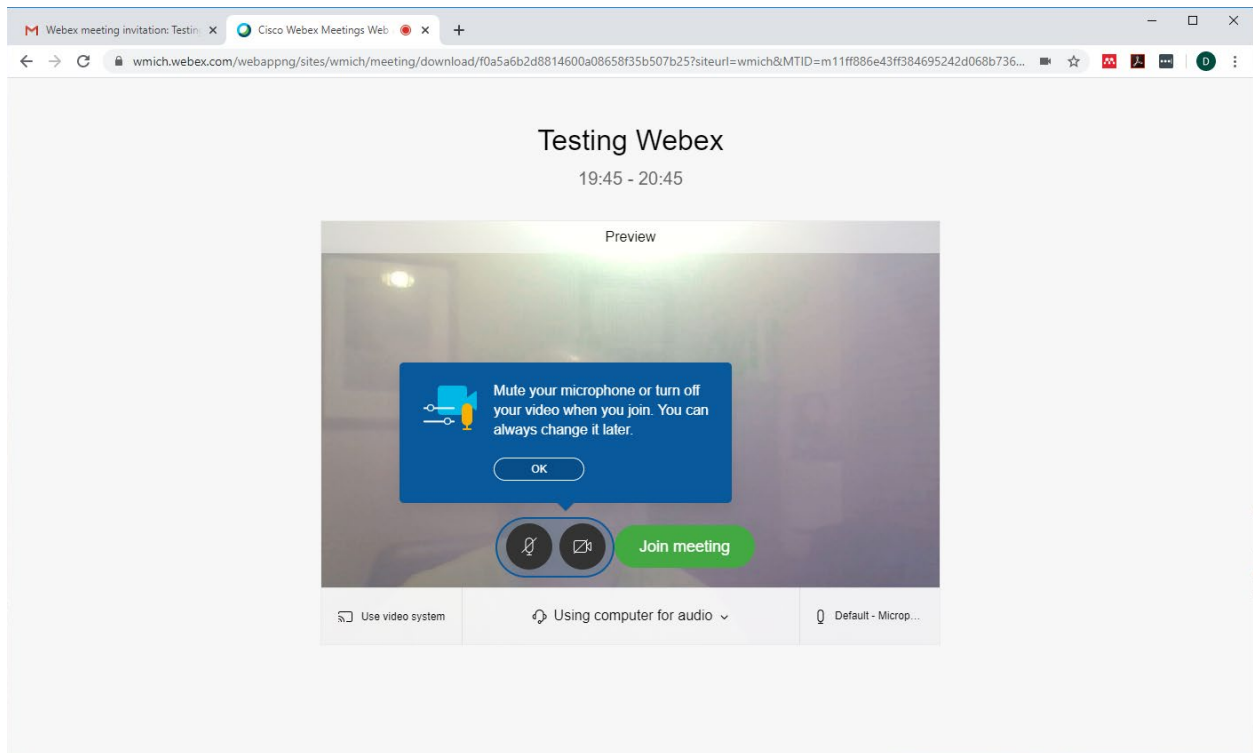 Webex meeting invitation: Testin
Cisco Webex Meetings Web
wmich.webex.com/webappng/sites/wmich/meeting/download/f0a5a6b2d8814600a08658f35b507b25?siteurl=wmich&MTID=m11ff886e43ff384695242d068b736...
D
Testing Webex
19:45 - 20:45
Preview
Mute your microphone or turn off
your video when you join. You can
always change it later.
OK
Join meeting
Use video system
Using computer for audio
Default - Microp...